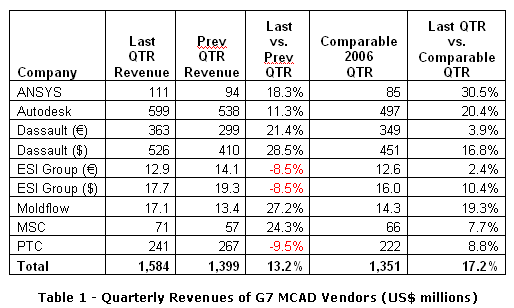 Company Last QTR Revenue Prev QTR Revenue Last vs. Prev QTR Comparable 2006 QTR Last QTR vs. Comparable QTR
ANSYS 111 94 18.3% 85 30.5%
Autodesk 599 538 11.3% 497 20.4%
Dassault (€) 363 299 21.4% 349 3.9%
Dassault ($) 526 410 28.5% 451 16.8%
ESI Group (€) 12.9 14.1 -8.5% 12.6 2.4%
ESI Group ($) 17.7 19.3 -8.5% 16.0 10.4%
Moldflow 17.1 13.4 27.2% 14.3 19.3%
MSC 71 57 24.3% 66 7.7%
PTC 241 267 -9.5% 222 8.8%
Total 1,584 1,399 13.2% 1,351 17.2%
Table 1 - Quarterly Revenues of G7 MCAD Vendors (US$ millions)